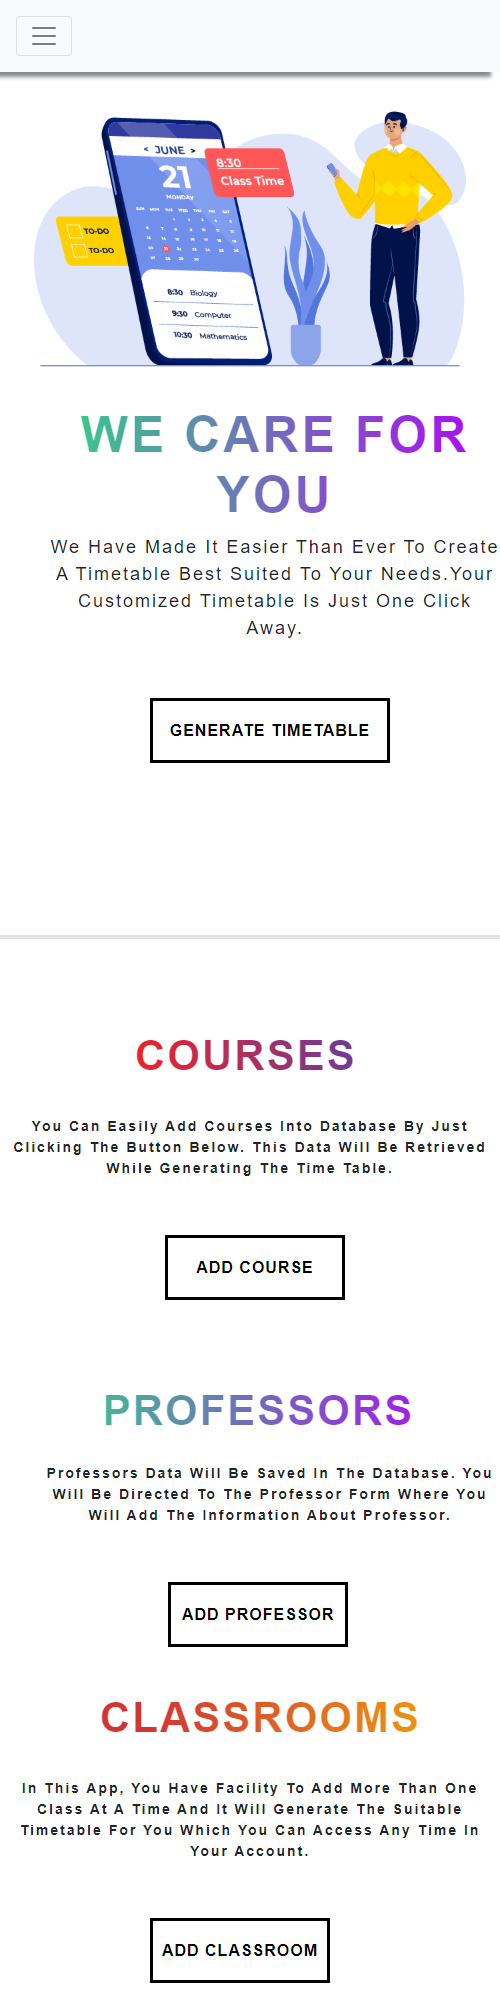 < JUNE >
21
MONDAY
SUN MON TUE WED THU FRI SAT
8:30
Class Time
TO-DO
TO-DO
8:30 Biology
9:30 Computer
10:30 Mathematics
WE CARE FOR
YOU
We Have Made It Easier Than Ever To Create
A Timetable Best Suited To Your Needs.Your
Customized Timetable Is Just One Click
Away.
GENERATE TIMETABLE
COURSES
You Can Easily Add Courses Into Database By Just
Clicking The Button Below. This Data Will Be Retrieved
While Generating The Time Table.
ADD COURSE
PROFESSORS
Professors Data Will Be Saved In The Database. You
Will Be Directed To The Professor Form Where You
Will Add The Information About Professor.
ADD PROFESSOR
CLASSROOMS
In This App, You Have Facility To Add More Than One
Class At A Time And It Will Generate The Suitable
Timetable For You Which You Can Access Any Time In
Your Account.
ADD CLASSROOM